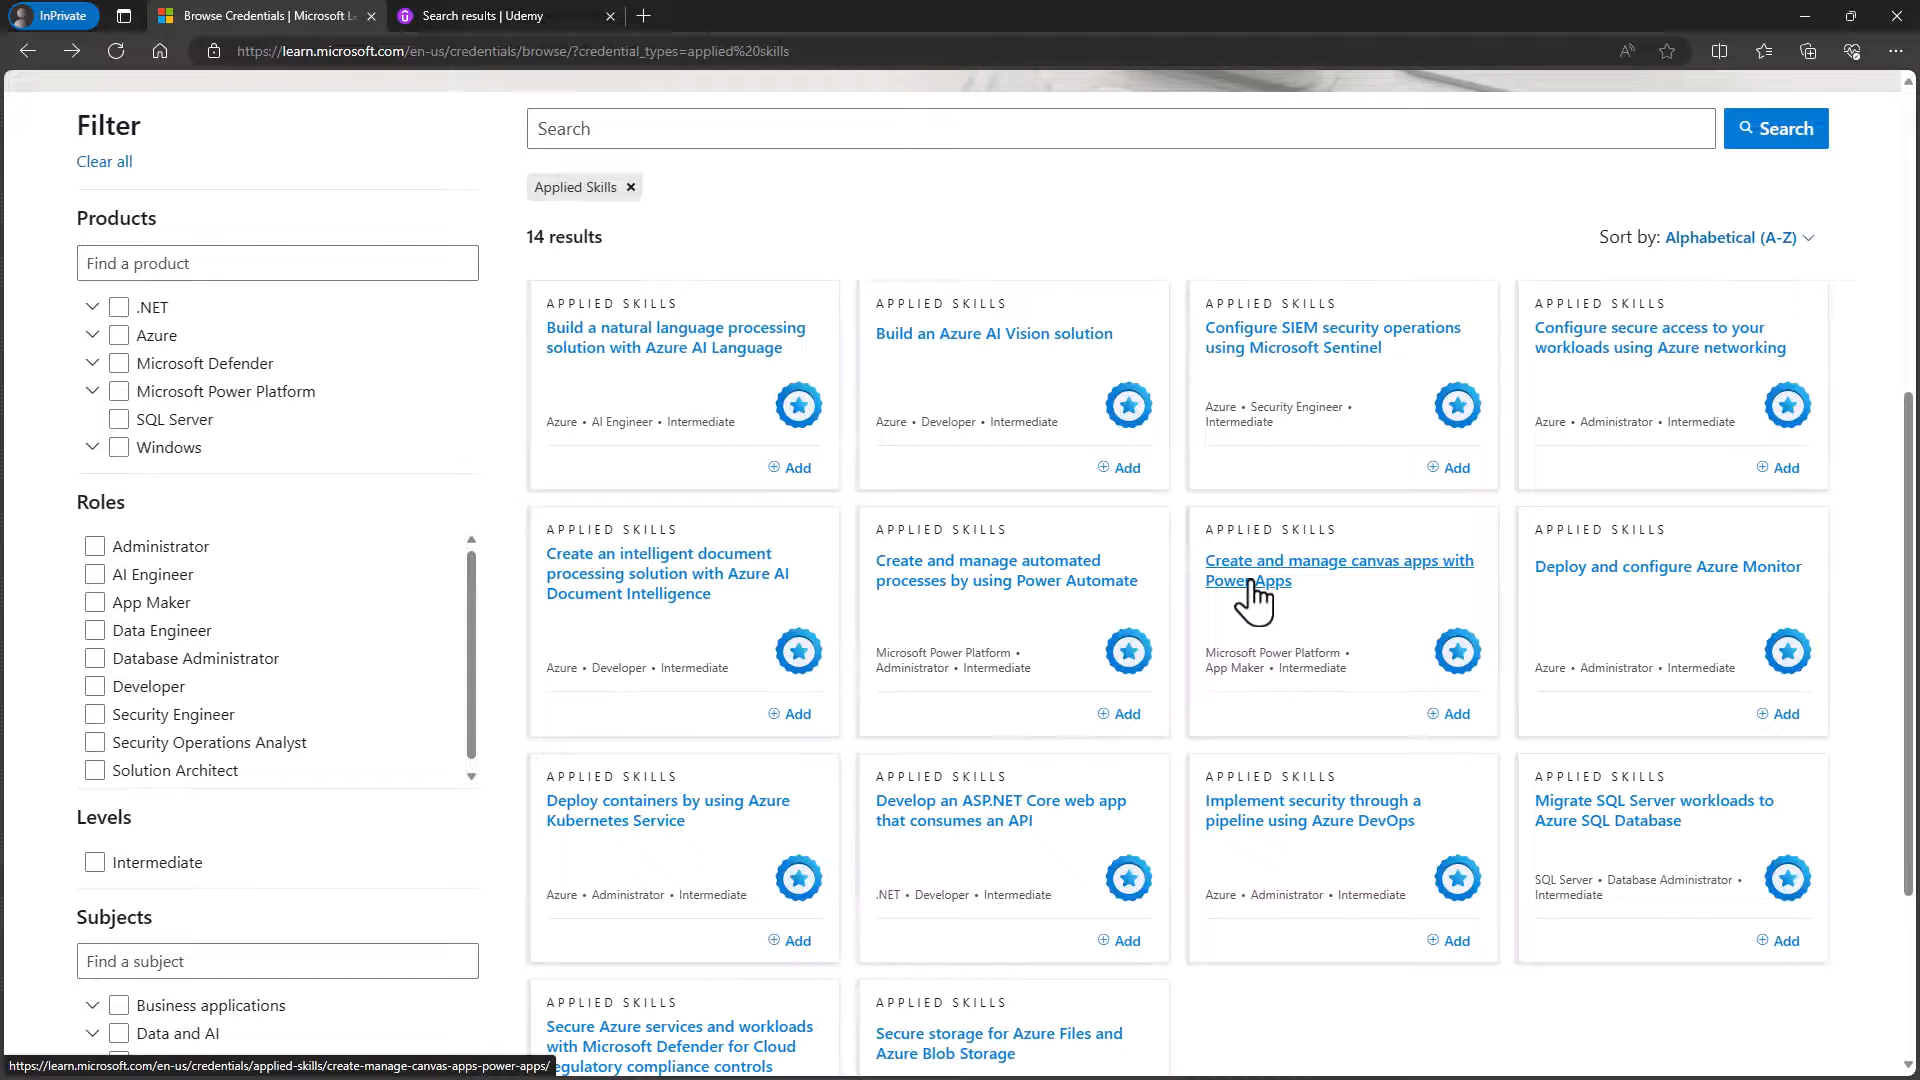 InPrivate
Browse Credentials | Microsoft Le
Search results | Udemy
https://learn.microsoft.com/en-us/credentials/browse/?credential_types=applied%20skills
Filter
Clear all
Products
Find a product
.NET
Azure
Microsoft Defender
Microsoft Power Platform
SQL Server
Windows
Roles
Administrator
AI Engineer
App Maker
Data Engineer
Database Administrator
Developer
Security Engineer
Security Operations Analyst
Solution Architect
Levels
Intermediate
Subjects
Find a subject
Business applications
Data and AI
Search
Search
Applied Skills
14 results
Sort by: Alphabetical (A-Z)
APPLIED SKILLS
Build a natural language processing
solution with Azure AI Language
Azure • AI Engineer • Intermediate
Add
APPLIED SKILLS
Build an Azure AI Vision solution
Azure • Developer • Intermediate
Add
APPLIED SKILLS
Configure SIEM security operations
using Microsoft Sentinel
Azure • Security Engineer •
Intermediate
Add
APPLIED SKILLS
Configure secure access to your
workloads using Azure networking
Azure • Administrator • Intermediate
Add
APPLIED SKILLS
Create an intelligent document
processing solution with Azure AI
Document Intelligence
Azure • Developer • Intermediate
Add
APPLIED SKILLS
Create and manage automated
processes by using Power Automate
Microsoft Power Platform •
Administrator • Intermediate
Add
APPLIED SKILLS
Create and manage canvas apps with
Power Apps
Microsoft Power Platform •
App Maker • Intermediate
Add
APPLIED SKILLS
Deploy and configure Azure Monitor
Azure • Administrator • Intermediate
Add
APPLIED SKILLS
Deploy containers by using Azure
Kubernetes Service
Azure • Administrator • Intermediate
Add
APPLIED SKILLS
Develop an ASP.NET Core web app
that consumes an API
.NET • Developer • Intermediate
Add
APPLIED SKILLS
Implement security through a
pipeline using Azure DevOps
Azure • Administrator • Intermediate
Add
APPLIED SKILLS
Migrate SQL Server workloads to
Azure SQL Database
SQL Server • Database Administrator •
Intermediate
Add
APPLIED SKILLS
Secure Azure services and workloads
with Microsoft Defender for Cloud
egulatory compliance controls
APPLIED SKILLS
Secure storage for Azure Files and
Azure Blob Storage
https://learn.microsoft.com/en-us/credentials/applied-skills/create-manage-canvas-apps-power-apps/